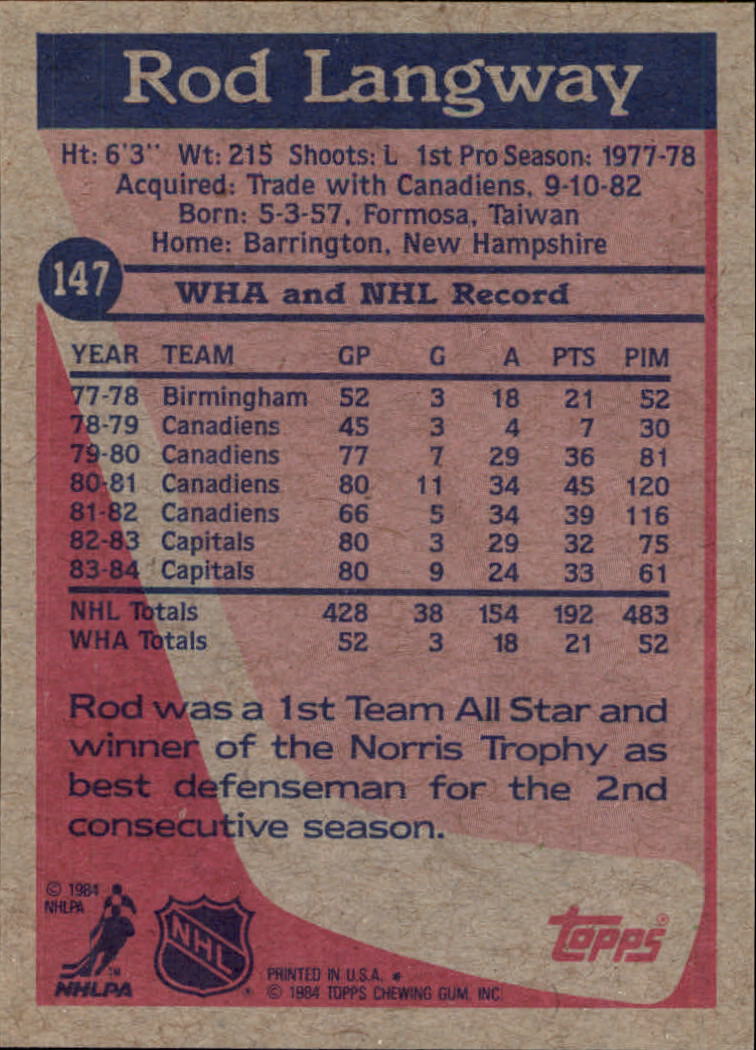 Rod Langway
Ht: 6'3" Wt: 215 Shoots: L 1st Pro Season: 1977-78
Acquired: Trade with Canadiens, 9-10-82
Born: 5-3-57, Formosa, Taiwan
Home: Barrington, New Hampshire
147
WHA and NHL Record
YEAR TEAM GP G A PTS PIM
77-78 Birmingham 52 3 18 21 52
78-79 Canadiens 45 3 4 7 30
79-80 Canadiens 77 7 29 36 81
80-81 Canadiens 80 11 34 45 120
81-82 Canadiens 66 5 34 39 116
82-83 Capitals 80 3 29 32 75
83-84 Capitals 80 9 24 33 61
NHL Totals 428 38 154 192 483
WHA Totals 52 3 18 21 52
Rod was a 1st Team All Star and
winner of the Norris Trophy as
best defenseman for the 2nd
consecutive season.
© 1984
NHLPA
TM
NHLPA
NHL
®
PRINTED IN U.S.A. *
© 1984 TOPPS CHEWING GUM, INC.
topps®